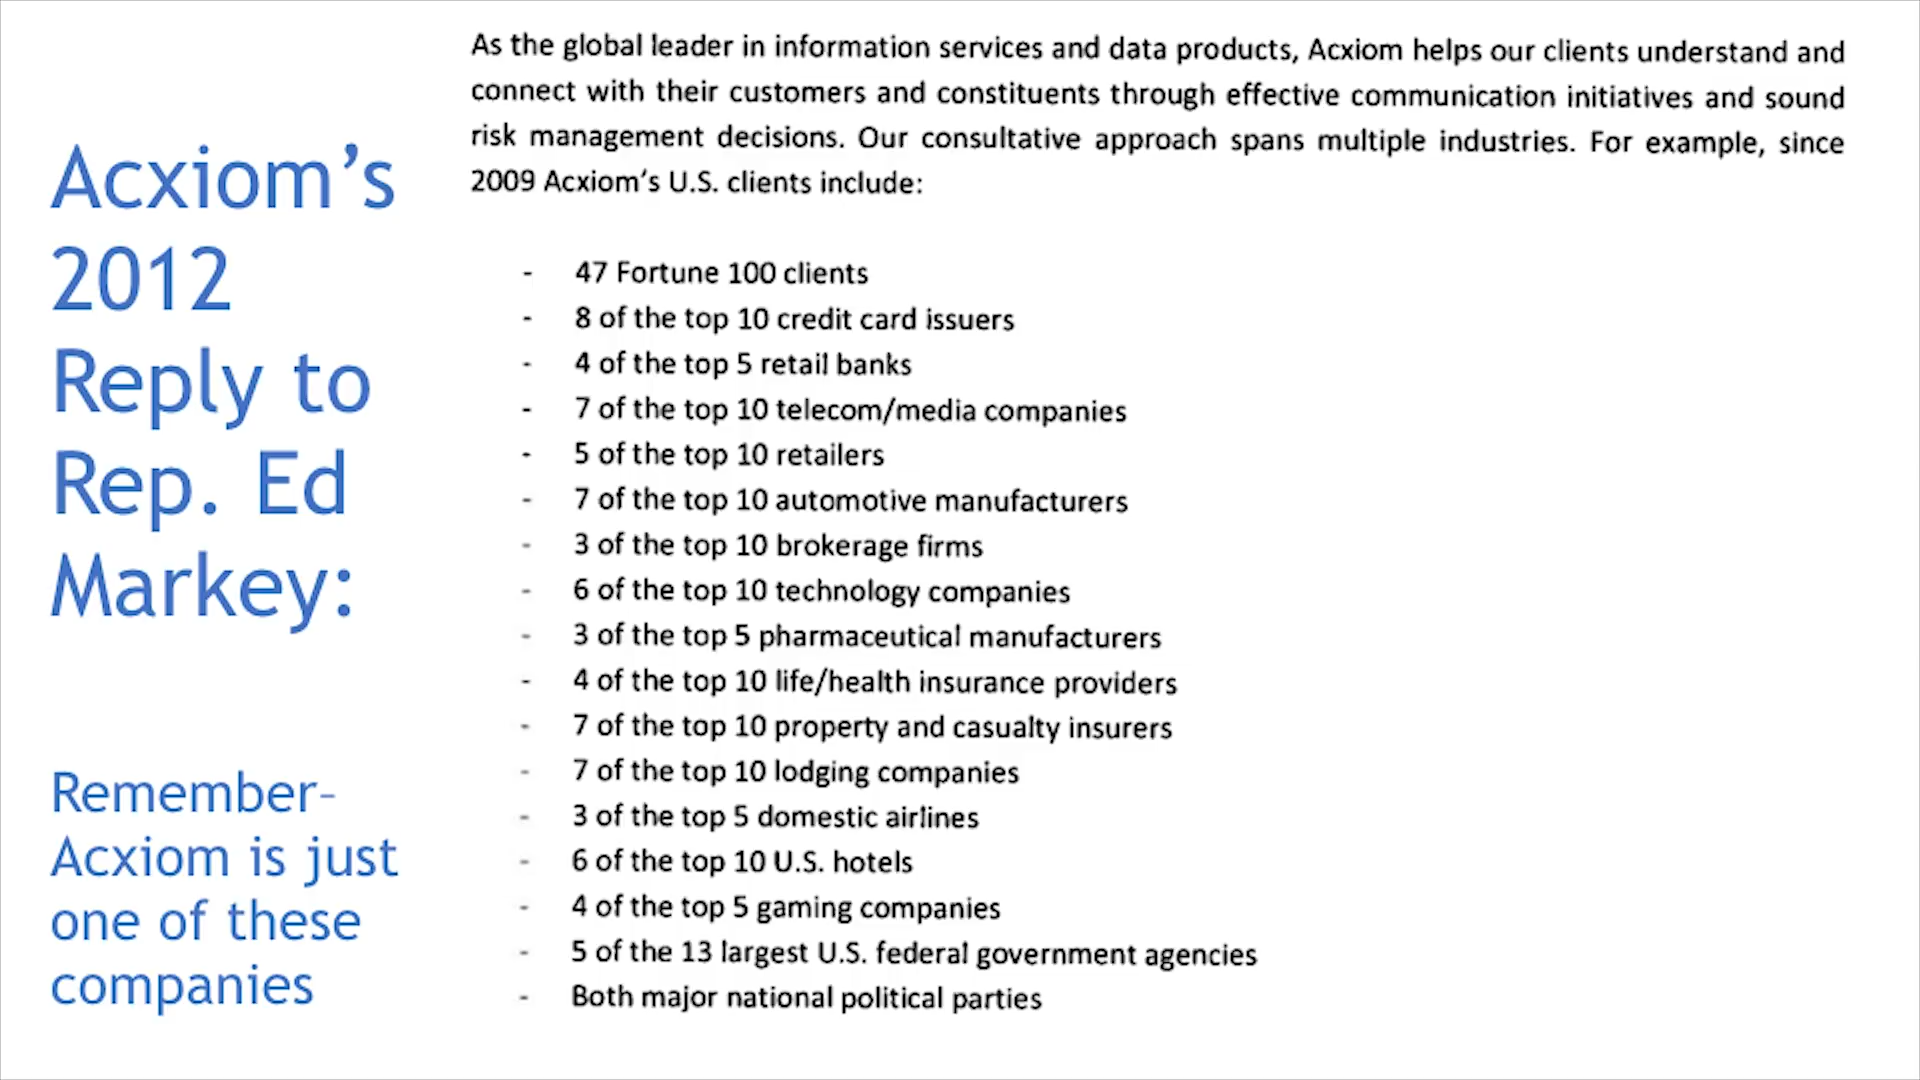 Acxiom’s
2012
Reply to
Rep. Ed
Markey:
Remember–
Acxiom is just
one of these
companies
As the global leader in information services and data products, Acxiom helps our clients understand and
connect with their customers and constituents through effective communication initiatives and sound
risk management decisions. Our consultative approach spans multiple industries. For example, since
2009 Acxiom’s U.S. clients include:
- 47 Fortune 100 clients
- 8 of the top 10 credit card issuers
- 4 of the top 5 retail banks
- 7 of the top 10 telecom/media companies
- 5 of the top 10 retailers
- 7 of the top 10 automotive manufacturers
- 3 of the top 10 brokerage firms
- 6 of the top 10 technology companies
- 3 of the top 5 pharmaceutical manufacturers
- 4 of the top 10 life/health insurance providers
- 7 of the top 10 property and casualty insurers
- 7 of the top 10 lodging companies
- 3 of the top 5 domestic airlines
- 6 of the top 10 U.S. hotels
- 4 of the top 5 gaming companies
- 5 of the 13 largest U.S. federal government agencies
- Both major national political parties